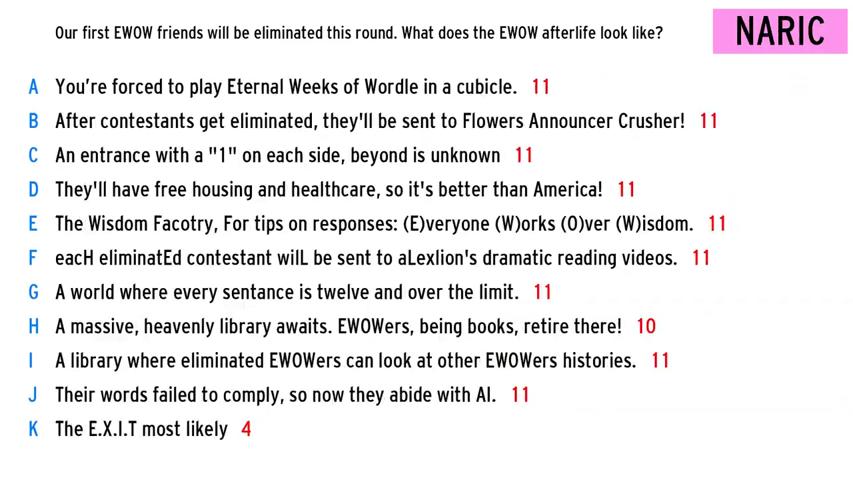 Our first EWOW friends will be eliminated this round. What does the EWOW afterlife look like?
NARIC
A You're forced to play Eternal Weeks of Wordle in a cubicle. 11
B After contestants get eliminated, they'll be sent to Flowers Announcer Crusher! 11
C An entrance with a "1" on each side, beyond is unknown 11
D They'll have free housing and healthcare, so it's better than America! 11
E The Wisdom Facotry, For tips on responses: (E)veryone (W)orks (O)ver (W)isdom. 11
F eacH eliminatEd contestant wilL be sent to aLexlion's dramatic reading videos. 11
G A world where every sentance is twelve and over the limit. 11
H A massive, heavenly library awaits. EWOWers, being books, retire there! 10
I A library where eliminated EWOWers can look at other EWOWers histories. 11
J Their words failed to comply, so now they abide with AI. 11
K The E.X.I.T most likely 4